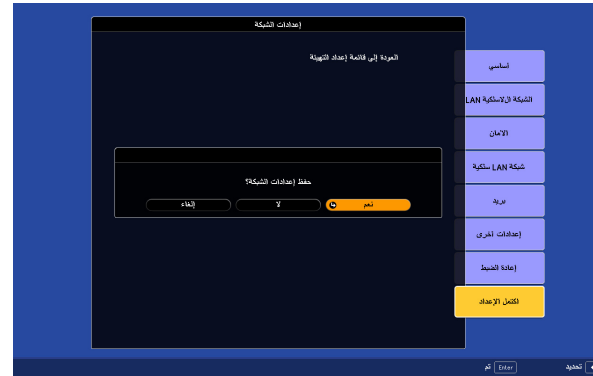 إعدادات الشبكة
العودة إلى قائمة إعداد التهيئة
أساسي
الشبكة اللاسلكية LAN
الأمان
شبكة LAN سلكية
بريد
إعدادات أخرى
إعادة الضبط
اكتمل الإعداد
حفظ إعدادات الشبكة؟
نعم
لا
إلغاء
تحديد
Enter تم